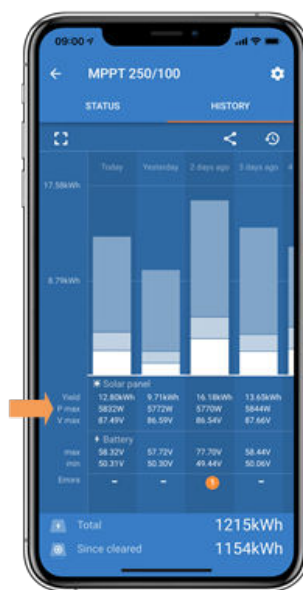 09:00
MPPT 250/100
STATUS HISTORY
Today Yesterday 2 days ago 3 days ago 4
17.58kWh
8.79kWh
Solar panel
Yield 12.80kWh 9.71kWh 16.18kWh 13.65kWh
P max 5832W 5772W 5770W 5844W
V max 87.49V 86.59V 86.54V 87.66V
Battery
max 58.32V 57.72V 77.70V 58.44V
min 50.31V 50.30V 49.44V 50.06V
Errors - - 1 -
Total 1215kWh
Since cleared 1154kWh